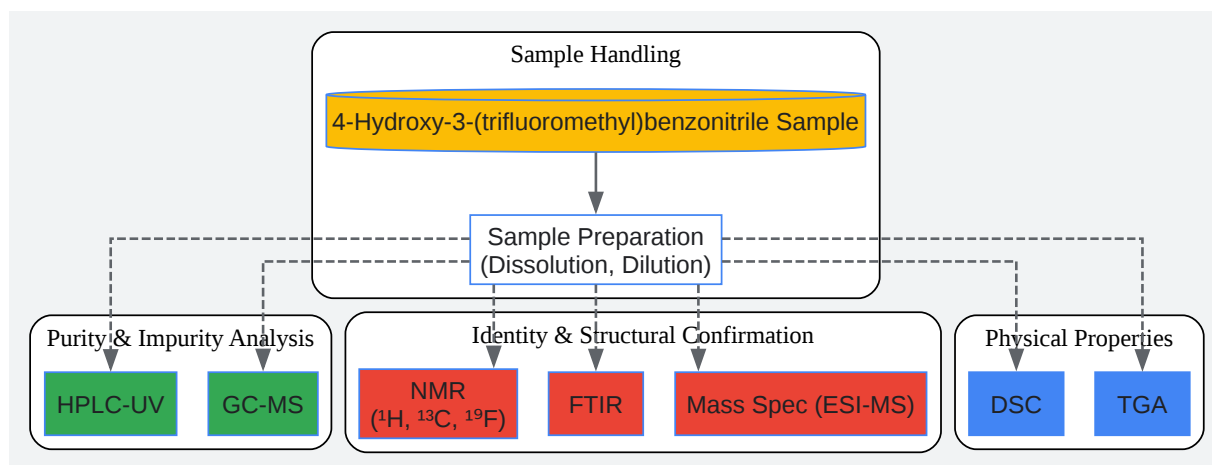 Sample Handling
4-Hydroxy-3-(trifluoromethyl)benzonitrile Sample
Sample Preparation
(Dissolution, Dilution)
Purity & Impurity Analysis
HPLC-UV
GC-MS
Identity & Structural Confirmation
NMR
(¹H, ¹³C, ¹⁹F)
FTIR
Mass Spec (ESI-MS)
Physical Properties
DSC
TGA